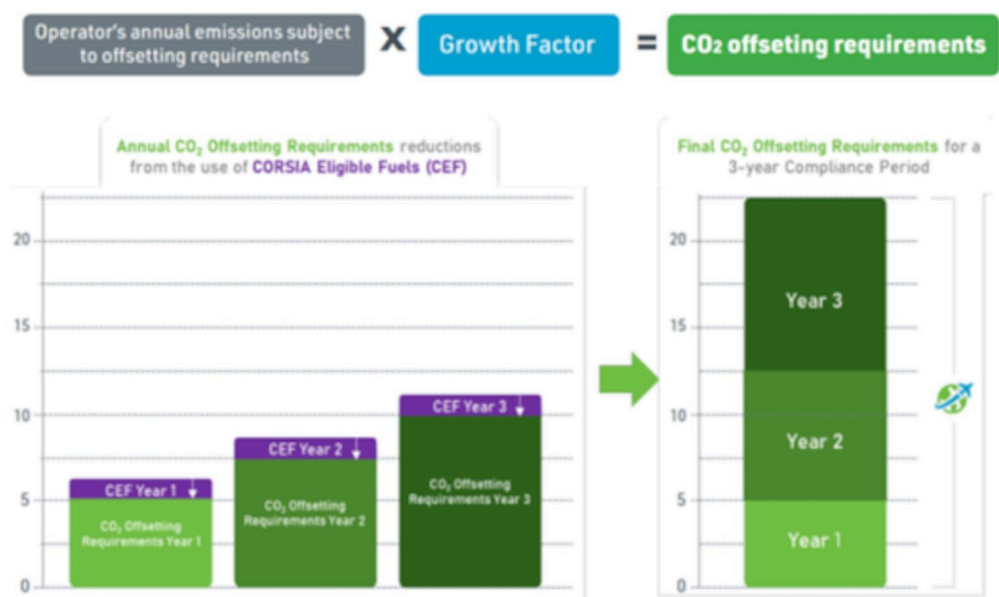 Operator's annual emissions subject
to offsetting requirements
X
Growth Factor
=
CO₂ offseting requirements
Annual CO₂ Offsetting Requirements reductions
from the use of CORSIA Eligible Fuels (CEF)
20
15
10
5
0
CEF Year 1
CO₂ Offsetting
Requirements Year 1
CEF Year 2
CO₂ Offsetting
Requirements Year 2
CEF Year 3
CO₂ Offsetting
Requirements Year 3
Final CO₂ Offsetting Requirements for a
3-year Compliance Period
20
15
10
5
0
Year 3
Year 2
Year 1